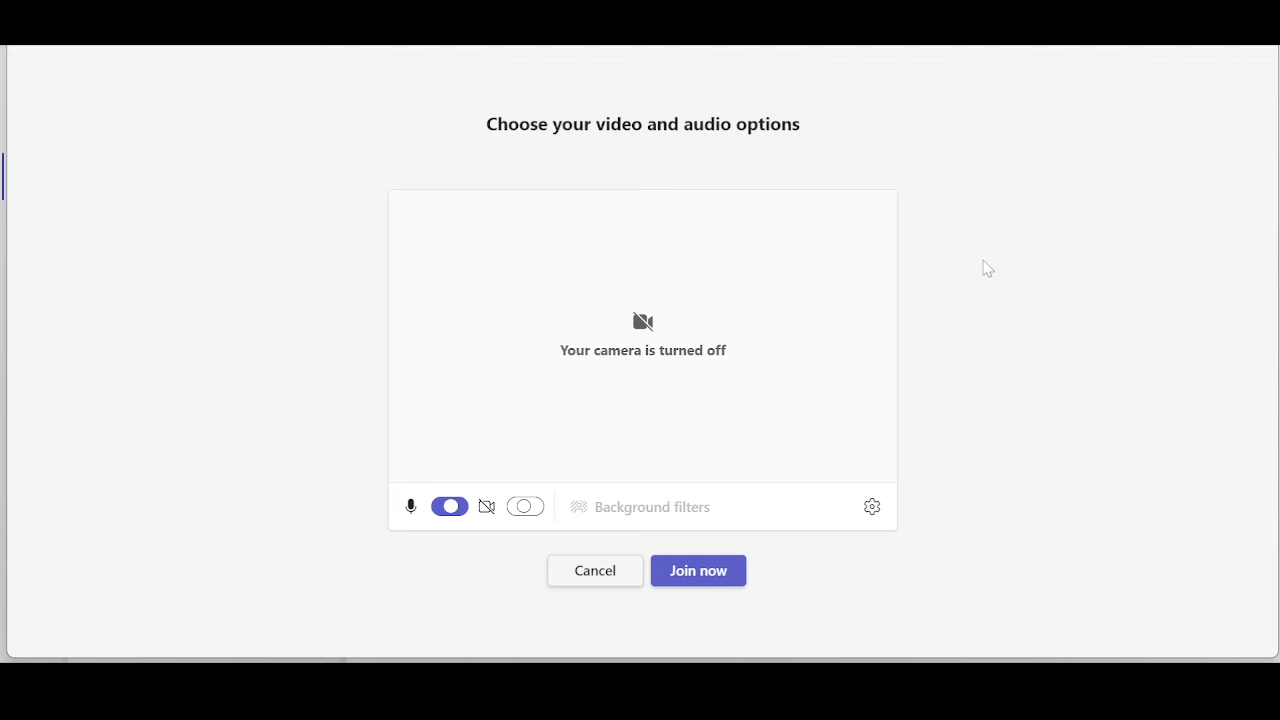 Choose your video and audio options
Your camera is turned off
Background filters
Cancel
Join now